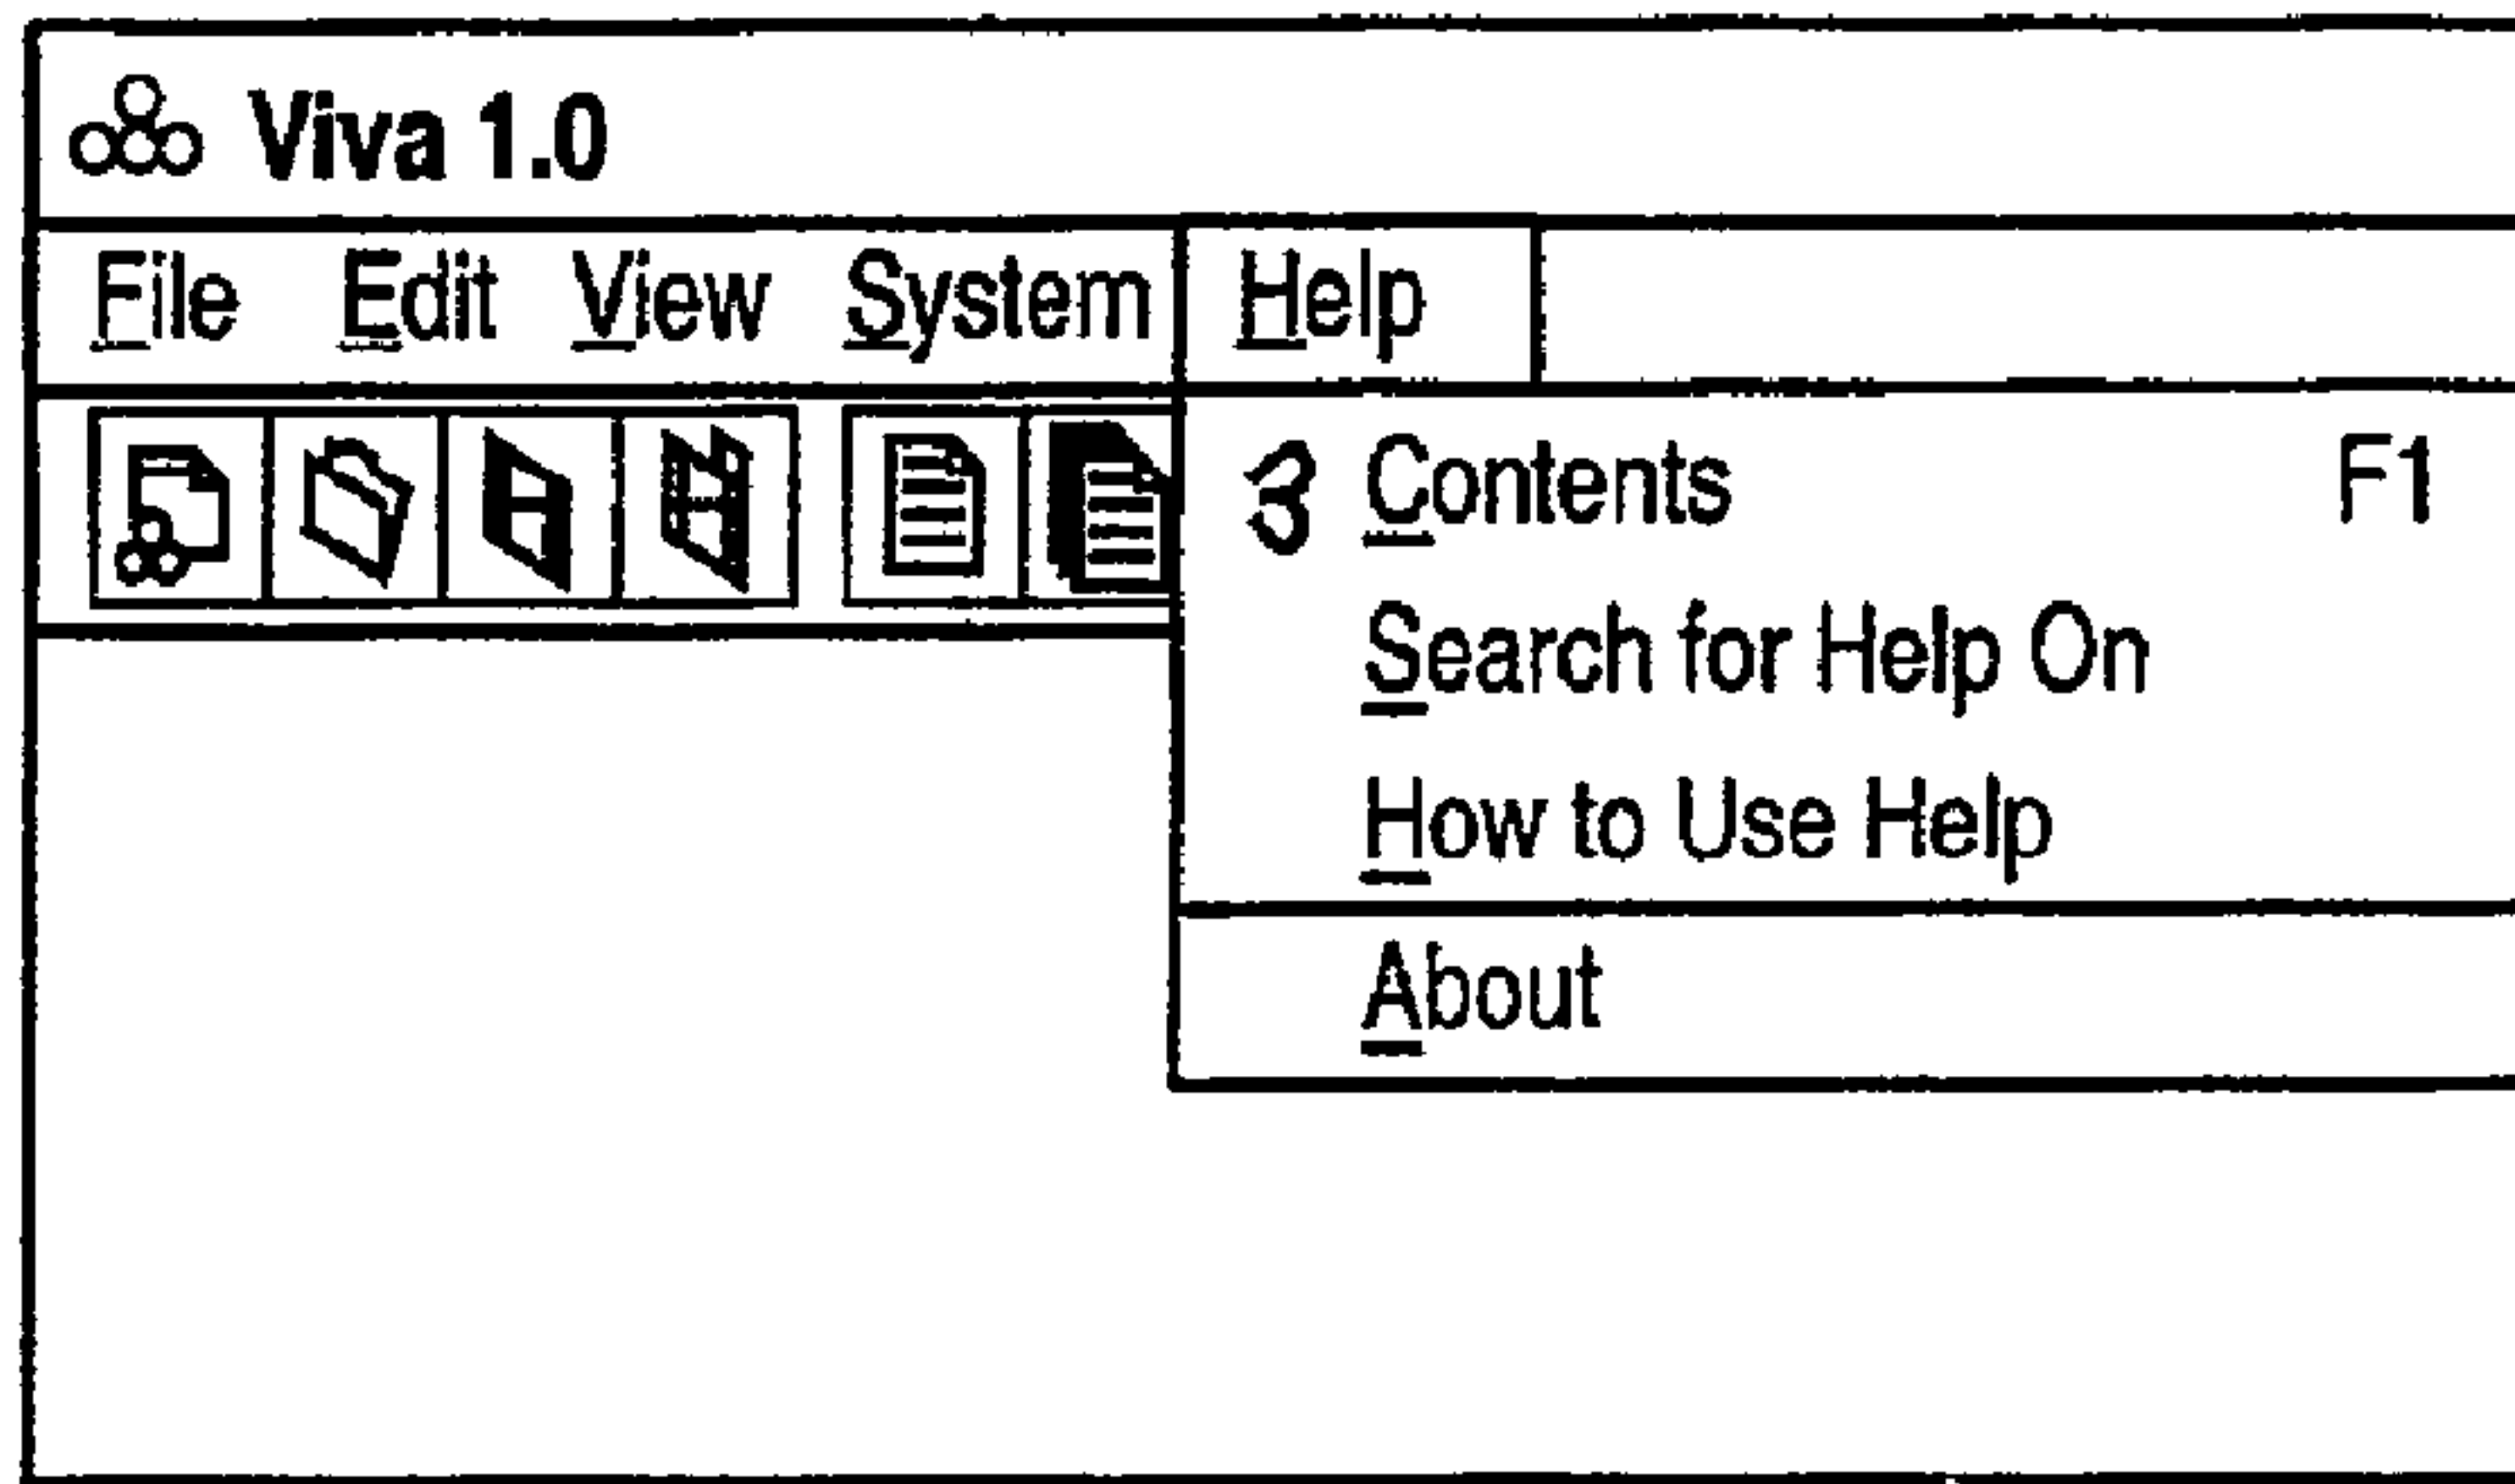 Viva 1.0
File Edit View System Help
Contents F1
Search for Help On
How to Use Help
About